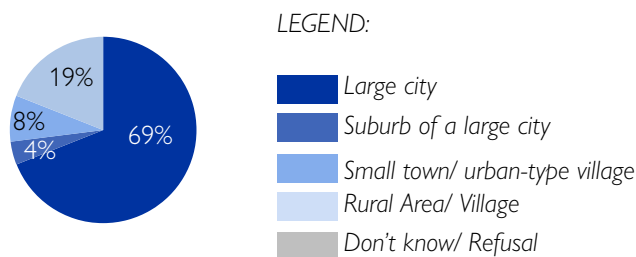 LEGEND:
19%
8%
4%
69%
Large city
Suburb of a large city
Small town/ urban-type village
Rural Area/ Village
Don't know/ Refusal